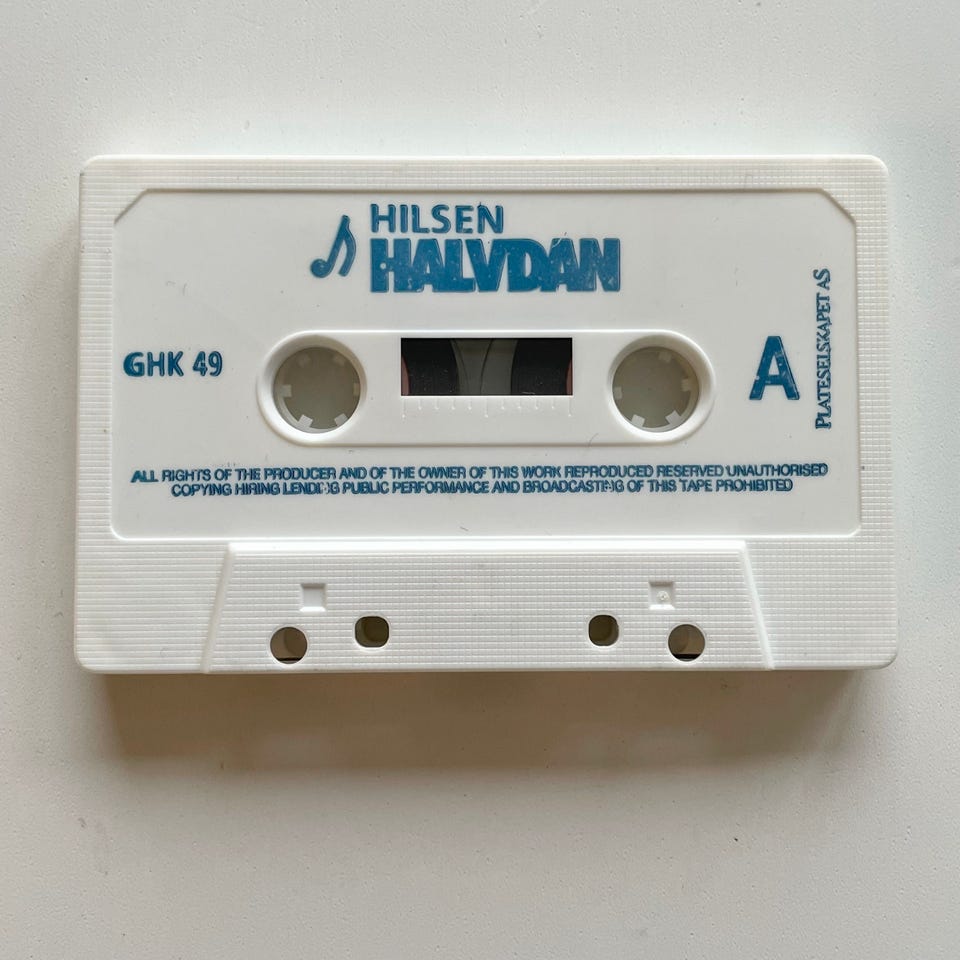 HILSEN
HALVDAN
GHK 49
A
PLATESELSKAPET AS
ALL RIGHTS OF THE PRODUCER AND OF THE OWNER OF THIS WORK REPRODUCED RESERVED UNAUTHORISED
COPYING HIRING LENDING PUBLIC PERFORMANCE AND BROADCASTING OF THIS TAPE PROHIBITED